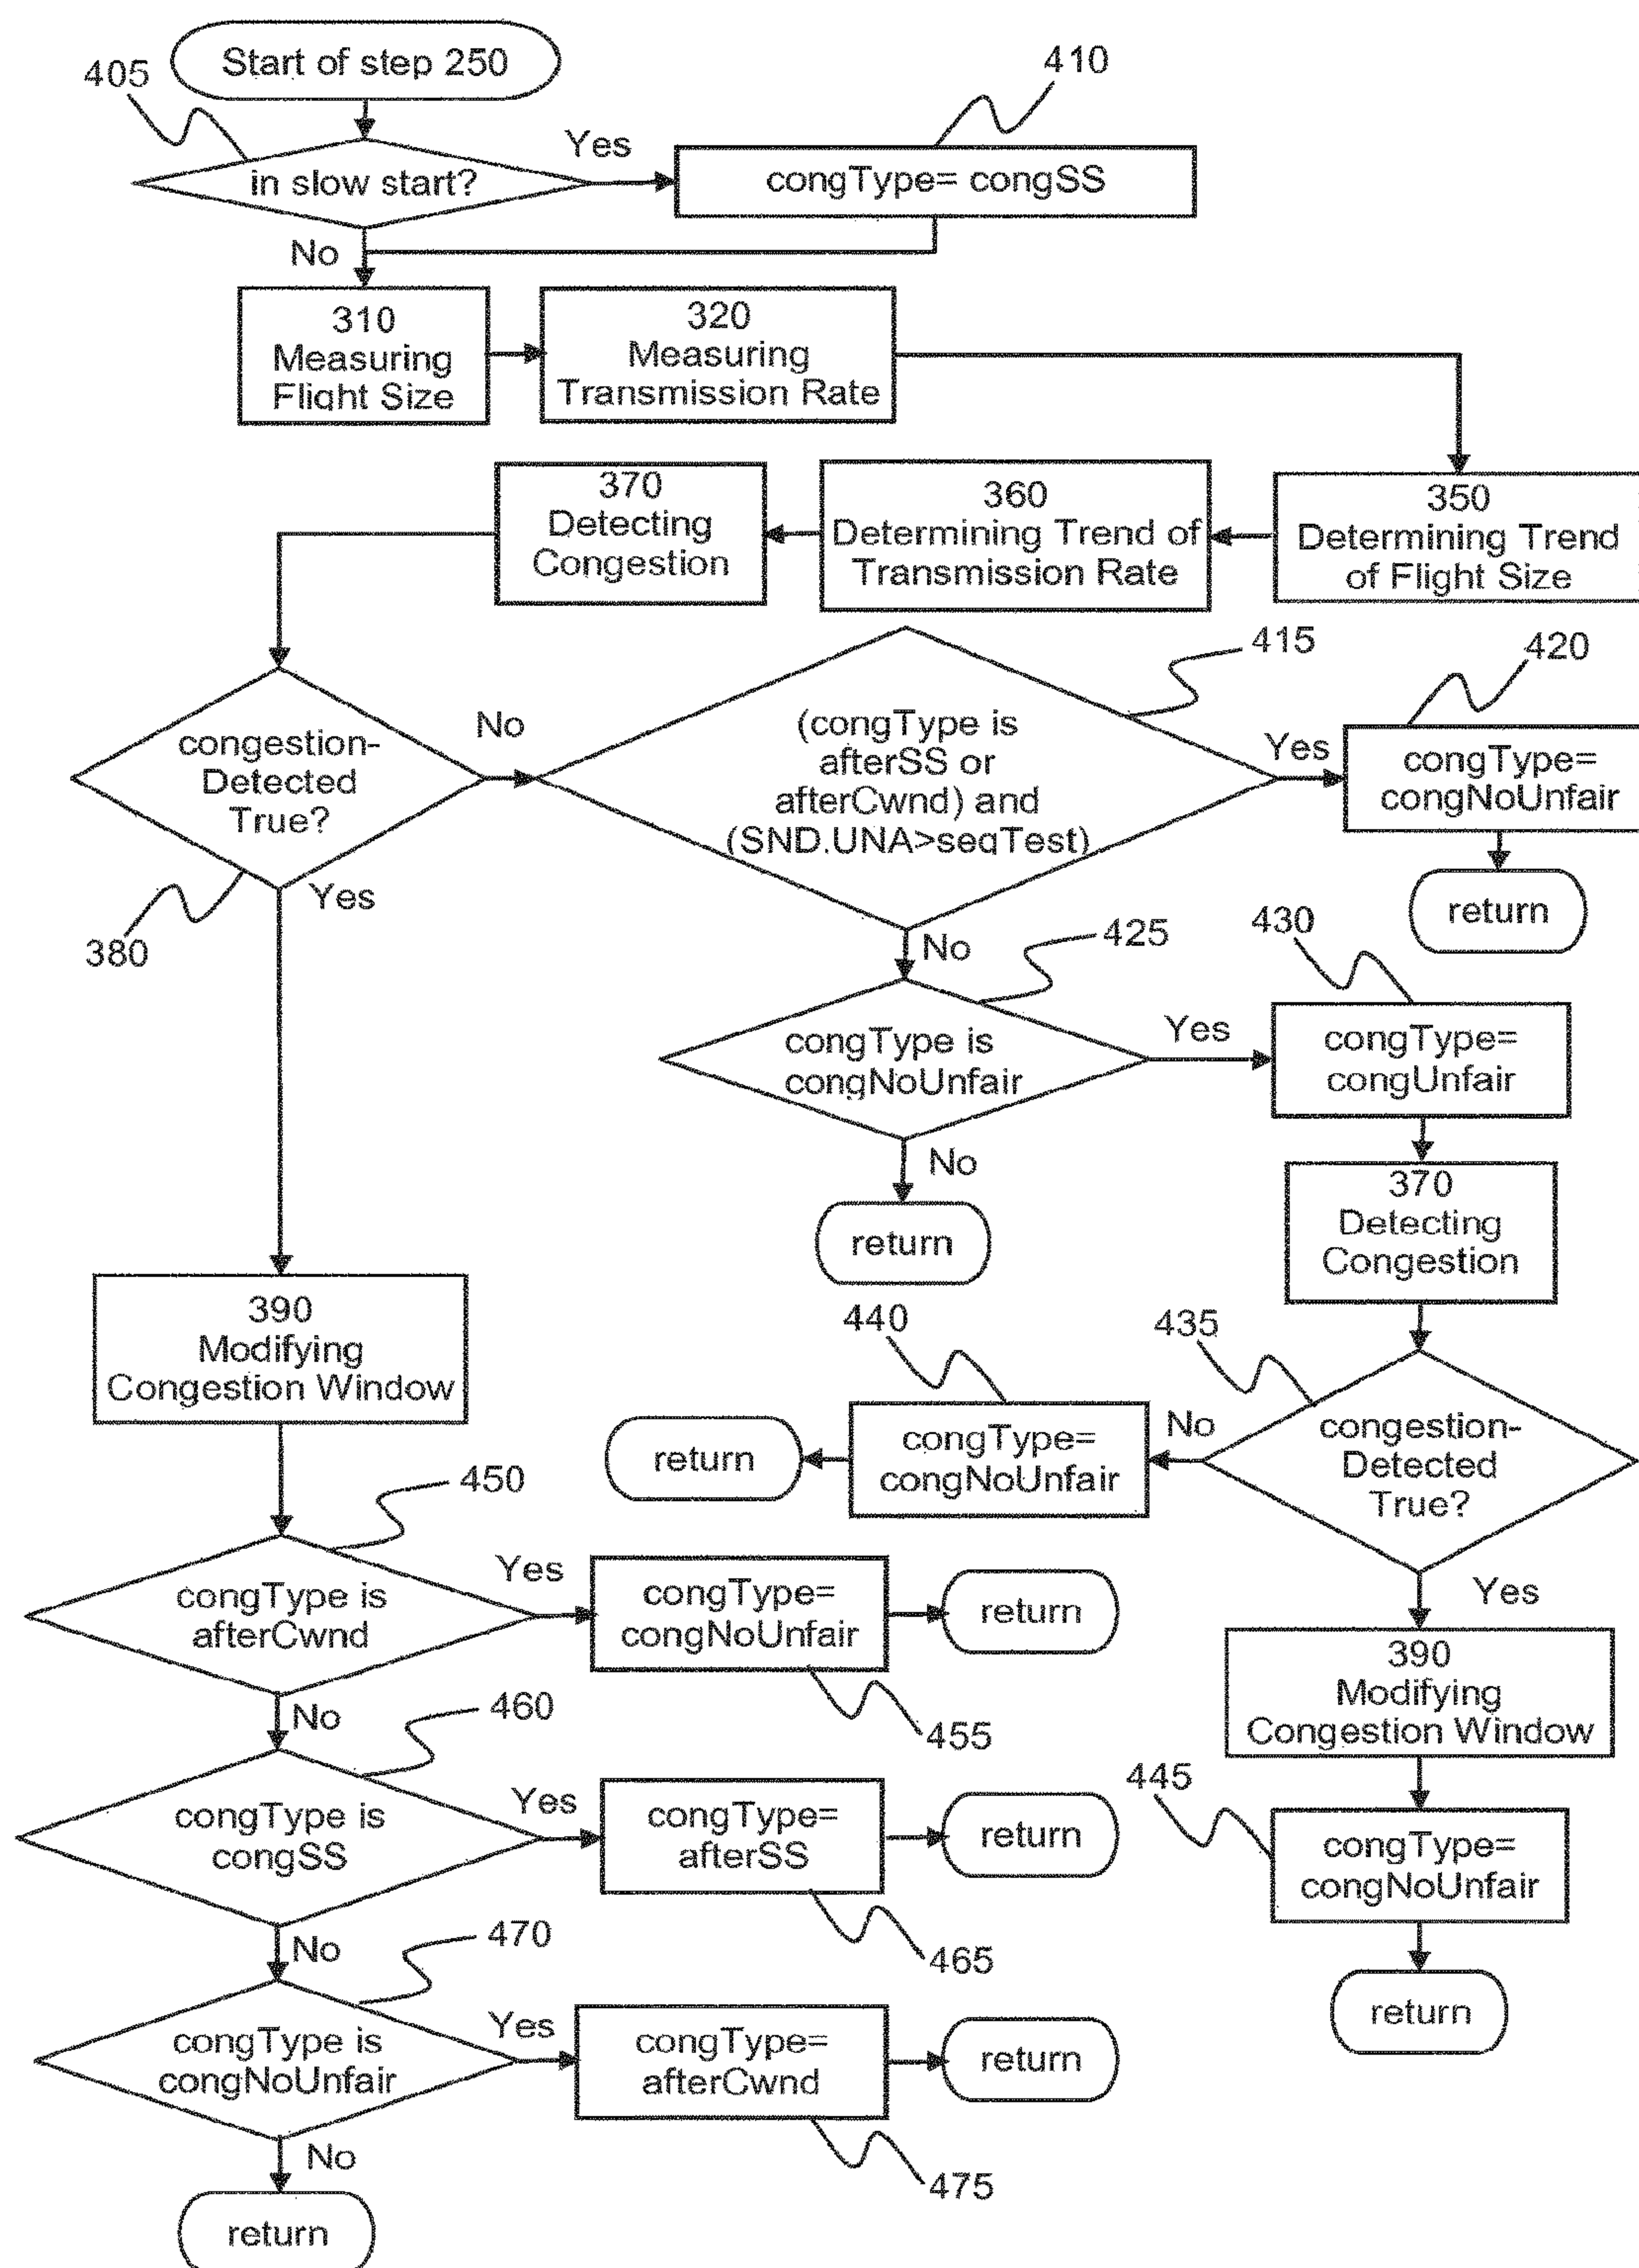 Start of step 250
405
410
in slow start?
Yes
congType= congSS
No
310
Measuring
Flight Size
320
Measuring
Transmission Rate
370
Detecting
Congestion
360
Determining Trend of
Transmission Rate
350
Determining Trend
of Flight Size
415
420
congestion-
Detected
True?
No
(congType is
afterSS or
afterCwnd) and
(SND.UNA>seqTest)
Yes
congType=
congNoUnfair
return
Yes
380
No
425
430
congType is
congNoUnfair
Yes
congType=
congUnfair
No
return
370
Detecting
Congestion
390
Modifying
Congestion Window
440
435
return
congType=
congNoUnfair
No
congestion-
Detected
True?
Yes
450
congType is
afterCwnd
Yes
congType=
congNoUnfair
return
455
390
Modifying
Congestion Window
No
460
445
congType is
congSS
Yes
congType=
afterSS
return
465
congType=
congNoUnfair
return
No
470
congType is
congNoUnfair
Yes
congType=
afterCwnd
return
475
No
return